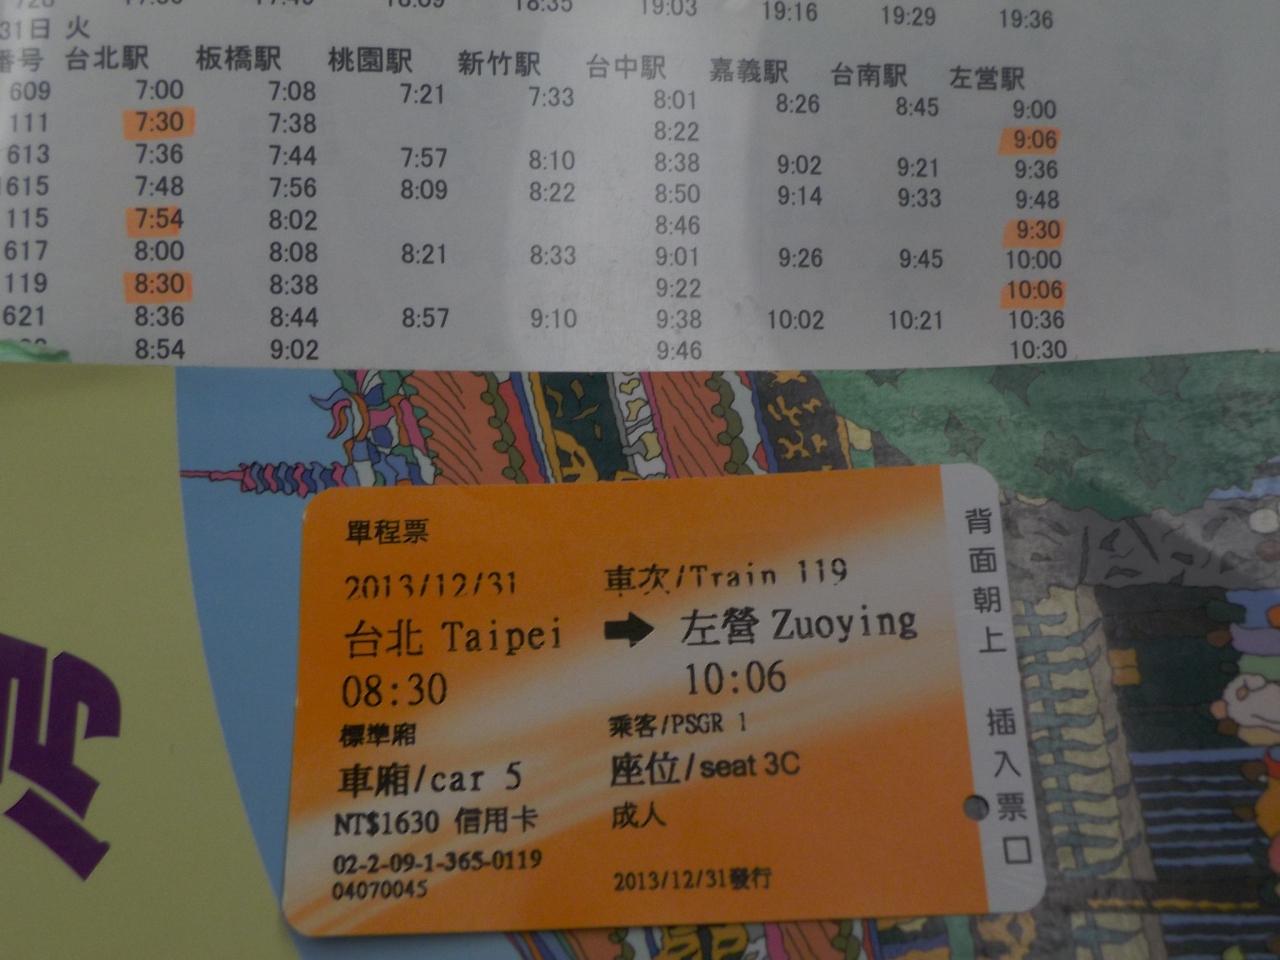 18:35 19:03 19:16 19:29 19:36
31日 火
番号 台北駅 板橋駅 桃園駅 新竹駅 台中駅 嘉義駅 台南駅 左営駅
609 7:00 7:08 7:21 7:33 8:01 8:26 8:45 9:00
111 7:30 7:38 8:22 9:06
613 7:36 7:44 7:57 8:10 8:38 9:02 9:21 9:36
1615 7:48 7:56 8:09 8:22 8:50 9:14 9:33 9:48
115 7:54 8:02 8:46 9:30
617 8:00 8:08 8:21 8:33 9:01 9:26 9:45 10:00
119 8:30 8:38 9:22 10:06
621 8:36 8:44 8:57 9:10 9:38 10:02 10:21 10:36
8:54 9:02 9:46 10:30
單程票
2013/12/31 車次/Train 119
台北 Taipei → 左營 Zuoying
08:30 10:06
標準廂 乘客/PSGR 1
車廂/car 5 座位/seat 3C
NT$1630 信用卡 成人
02-2-09-1-365-0119
04070045 2013/12/31發行
背面朝上 插入票口